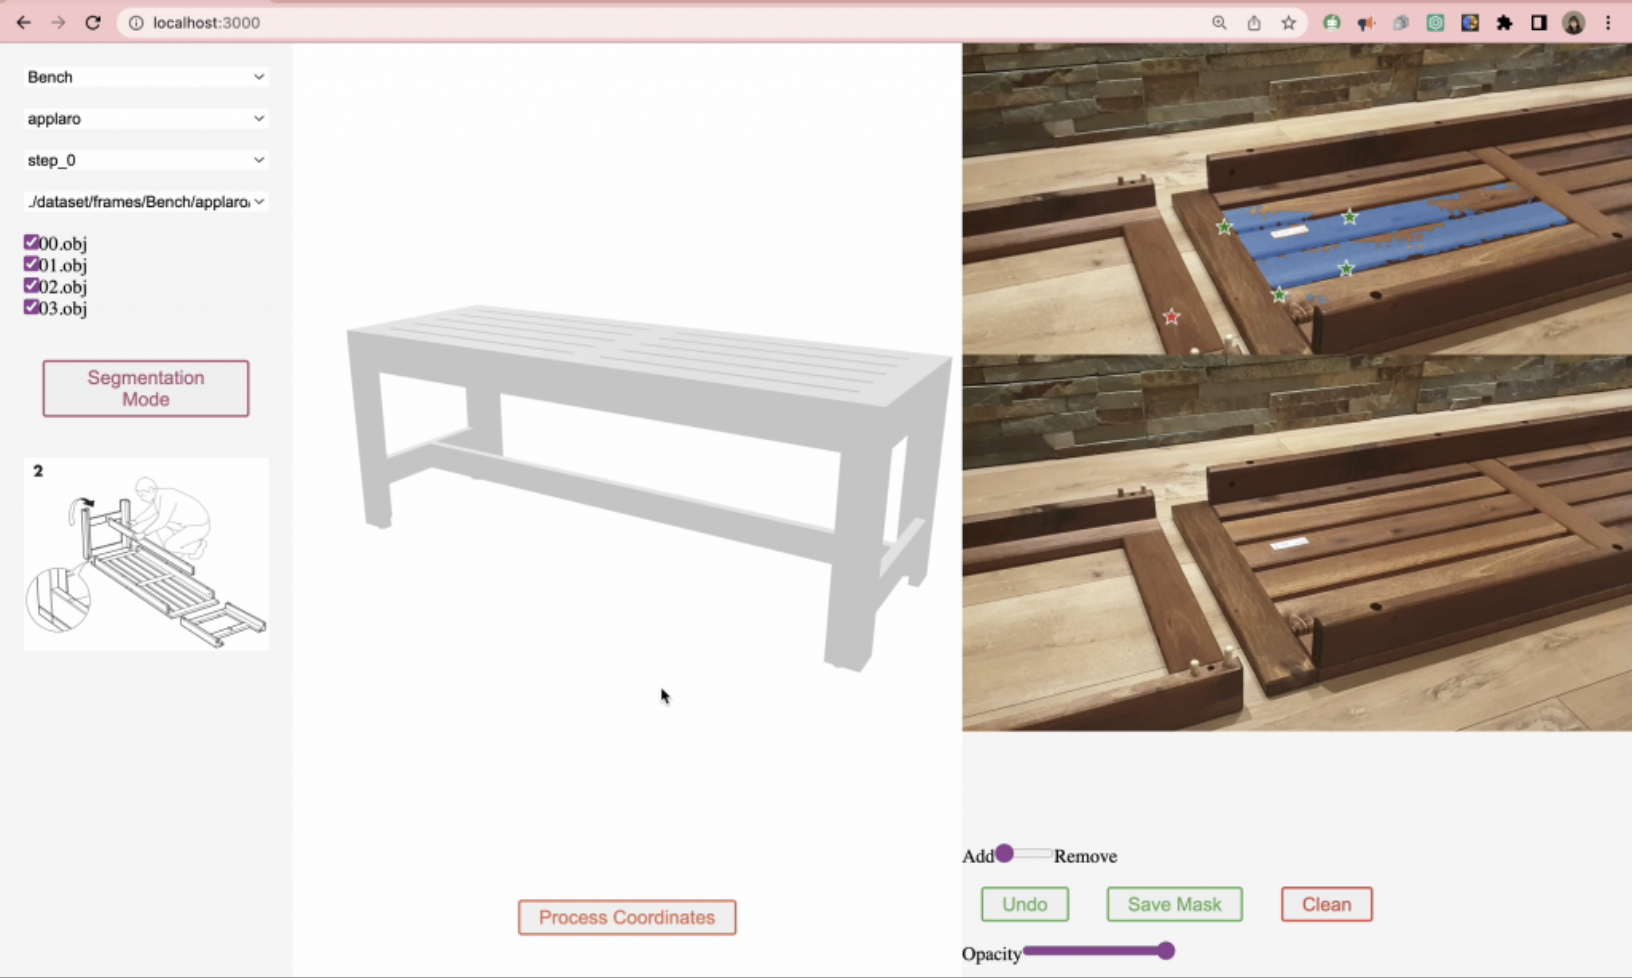 localhost:3000
Bench
applaro
step_0
./dataset/frames/Bench/applaro/
00.obj
01.obj
02.obj
03.obj
Segmentation
Mode
2
Process Coordinates
Add
Remove
Undo
Save Mask
Clean
Opacity